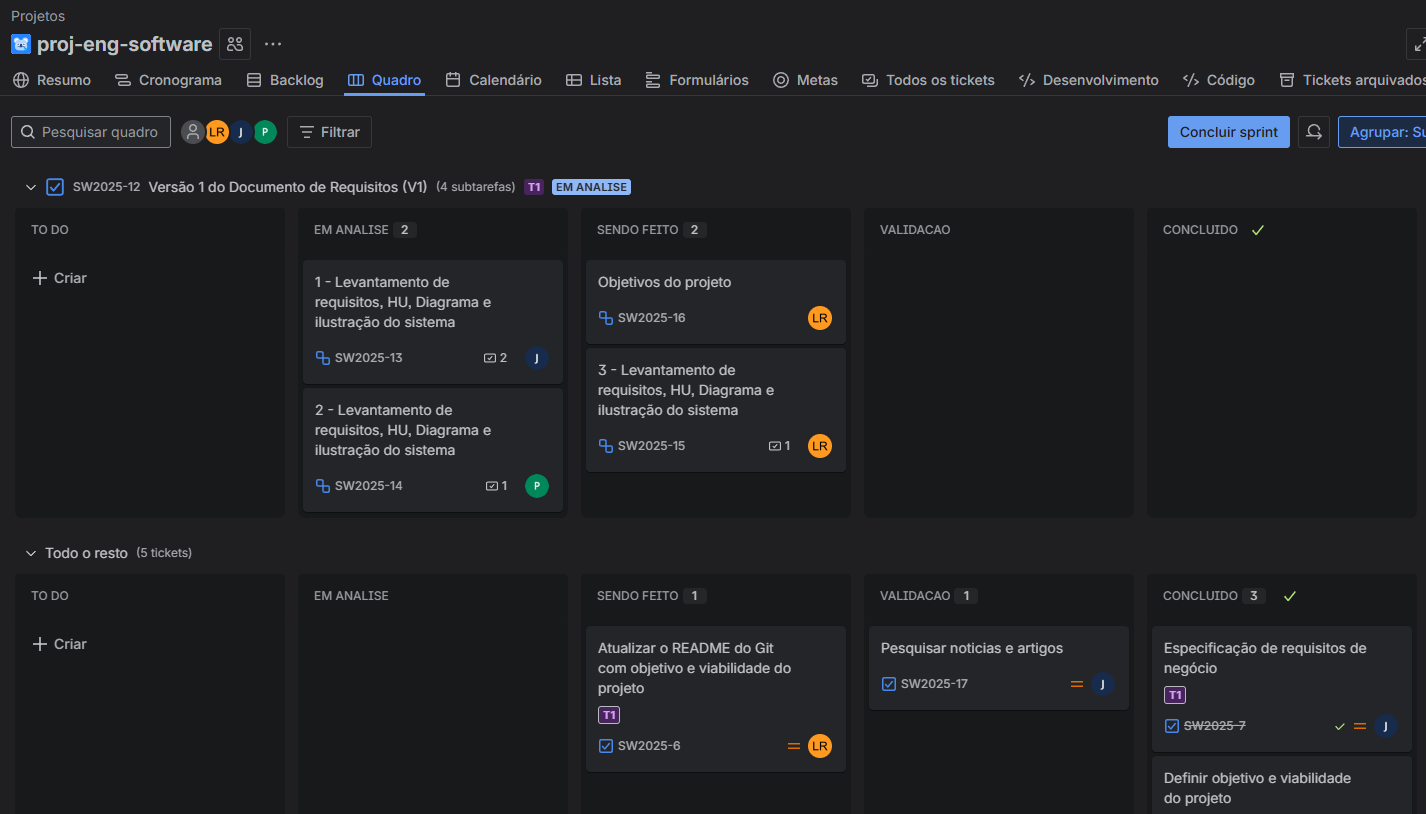 Projetos
proj-eng-software
Resumo Cronograma Backlog Quadro Calendário Lista Formulários Metas Todos os tickets Desenvolvimento Código Tickets arquivados
Pesquisar quadro LR J P Filtrar Concluir sprint Agrupar: Su
SW2025-12 Versão 1 do Documento de Requisitos (V1) (4 subtarefas) T1 EM ANALISE
TO DO
Criar
EM ANALISE 2
1 - Levantamento de
requisitos, HU, Diagrama e
ilustração do sistema
SW2025-13 2 J
2 - Levantamento de
requisitos, HU, Diagrama e
ilustração do sistema
SW2025-14 1 P
SENDO FEITO 2
Objetivos do projeto
SW2025-16 LR
3 - Levantamento de
requisitos, HU, Diagrama e
ilustração do sistema
SW2025-15 1 LR
VALIDACAO
CONCLUIDO
Todo o resto (5 tickets)
TO DO
Criar
EM ANALISE
SENDO FEITO 1
Atualizar o README do Git
com objetivo e viabilidade do
projeto
T1
SW2025-6 LR
VALIDACAO 1
Pesquisar noticias e artigos
SW2025-17 J
CONCLUIDO 3
Especificação de requisitos de
negócio
T1
SW2025-7 J
Definir objetivo e viabilidade
do projeto